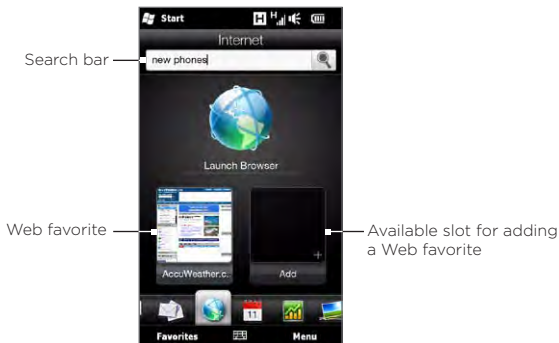 Start
H H
Internet
Search bar
new phones
Launch Browser
Web favorite
Available slot for adding
a Web favorite
AccuWeather.c.
Add
11
Favorites
Menu